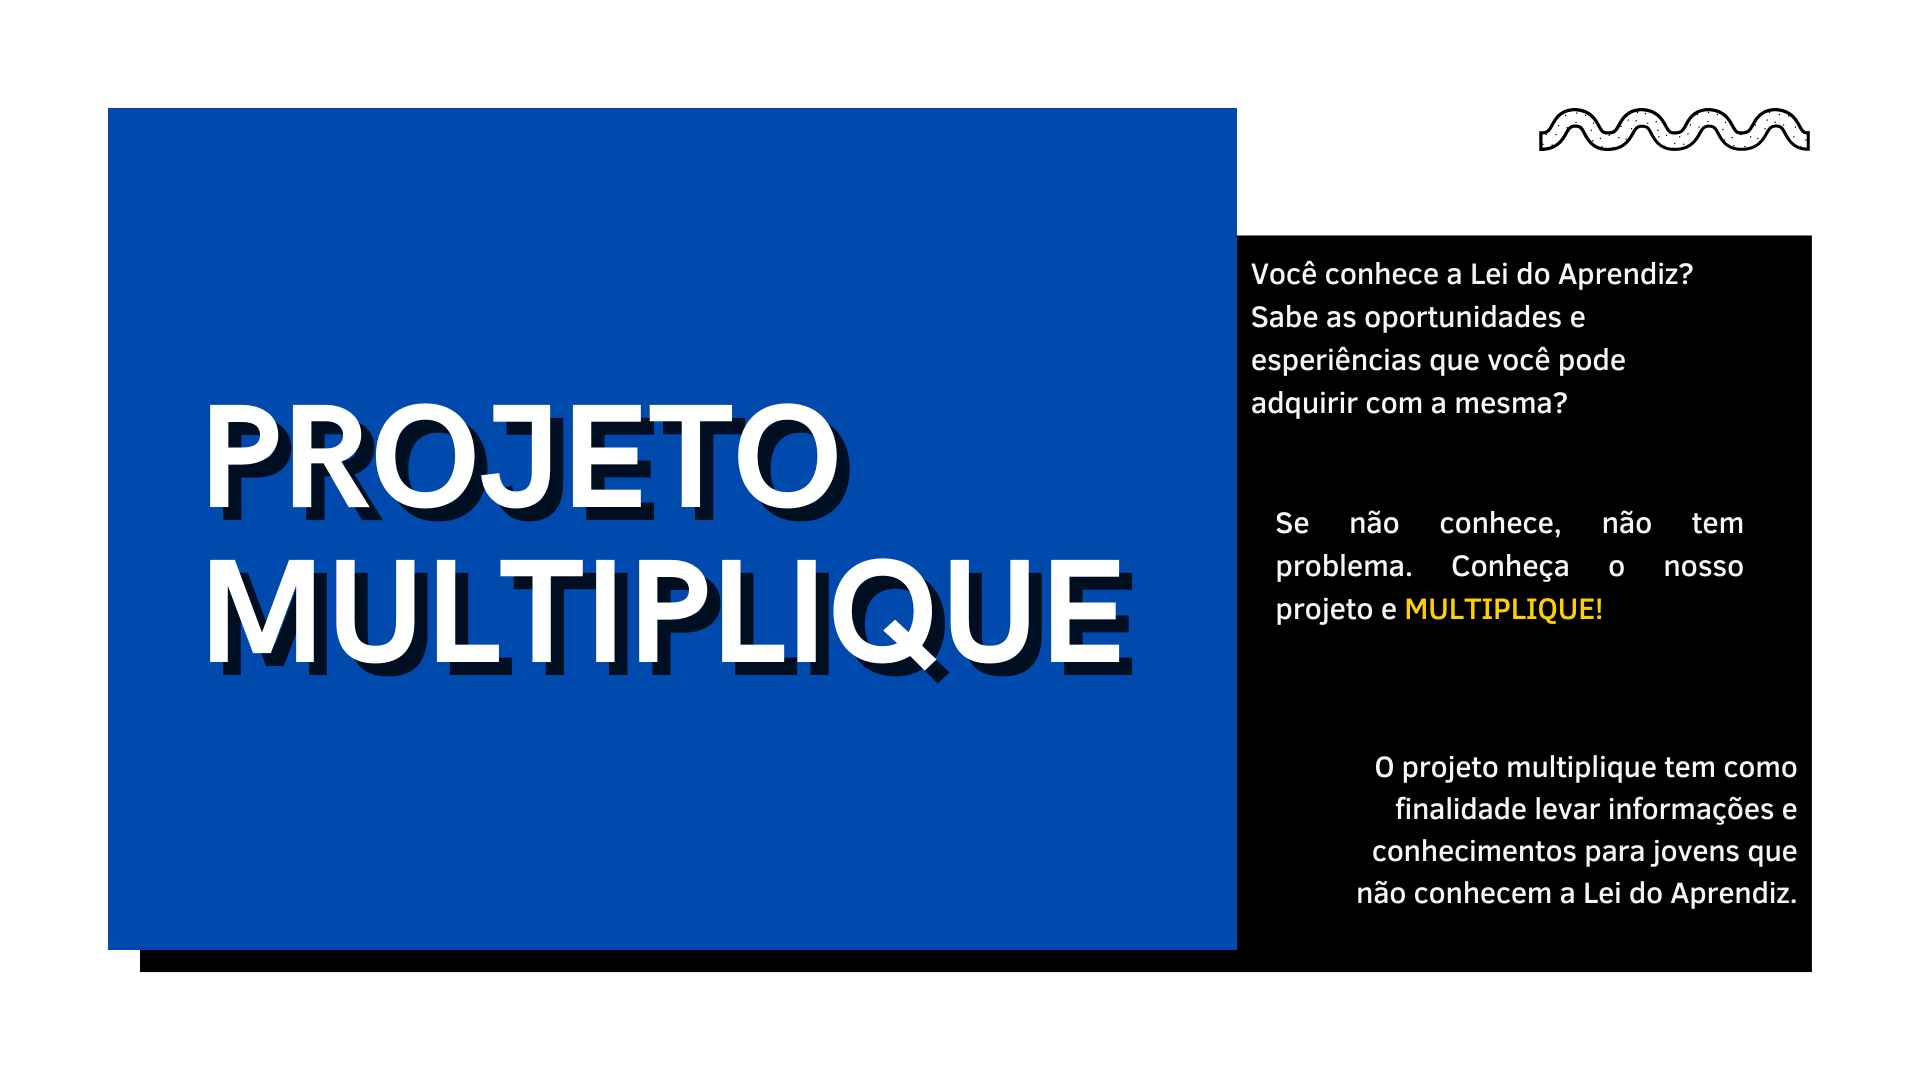 PROJETO
MULTIPLIQUE
Você conhece a Lei do Aprendiz?
Sabe as oportunidades e
esperiências que você pode
adquirir com a mesma?
Se não conhece, não tem
problema. Conheça o nosso
projeto e MULTIPLIQUE!
O projeto multiplique tem como
finalidade levar informações e
conhecimentos para jovens que
não conhecem a Lei do Aprendiz.